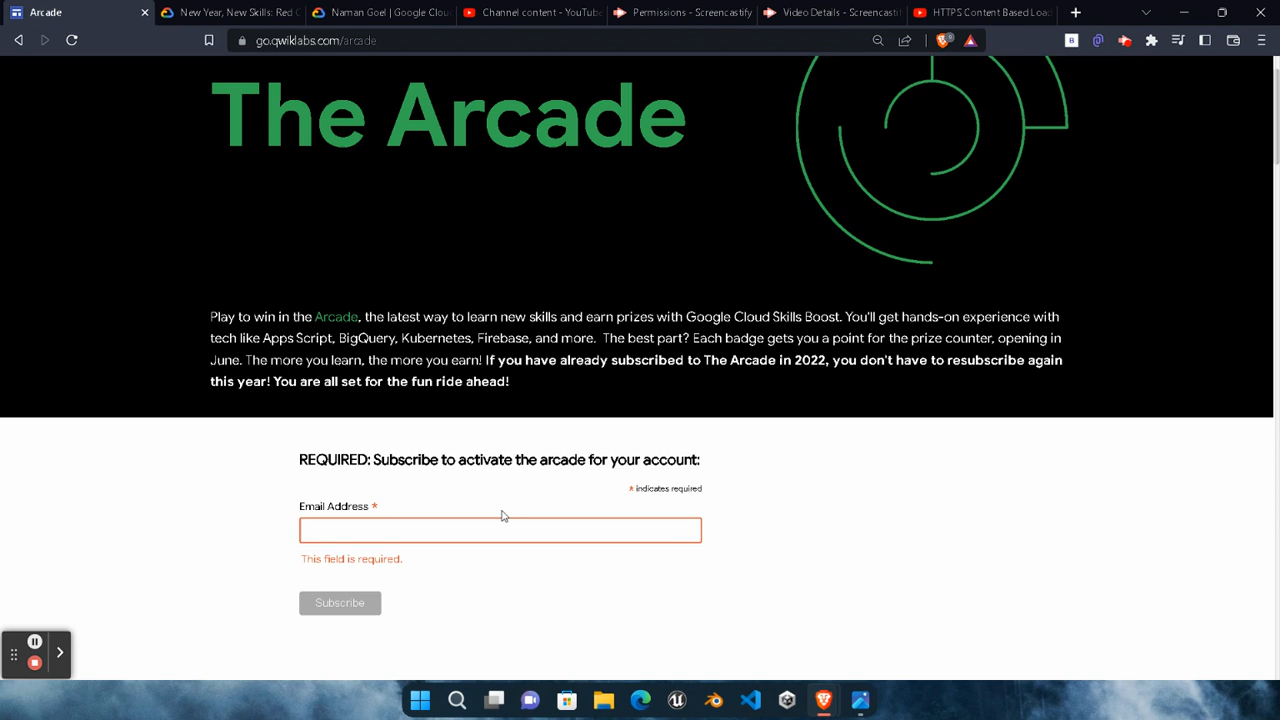 Arcade
New Year, New Skills: Red C
Naman Goel | Google Clou
Channel content - YouTube
Permissions - Screencastify
Video Details - Screencasti
HTTPS Content Based Loa
go.qwiklabs.com/arcade
The Arcade
Play to win in the Arcade, the latest way to learn new skills and earn prizes with Google Cloud Skills Boost. You'll get hands-on experience with
tech like Apps Script, BigQuery, Kubernetes, Firebase, and more. The best part? Each badge gets you a point for the prize counter, opening in
June. The more you learn, the more you earn! If you have already subscribed to The Arcade in 2022, you don't have to resubscribe again
this year! You are all set for the fun ride ahead!
REQUIRED: Subscribe to activate the arcade for your account:
* indicates required
Email Address *
This field is required.
Subscribe